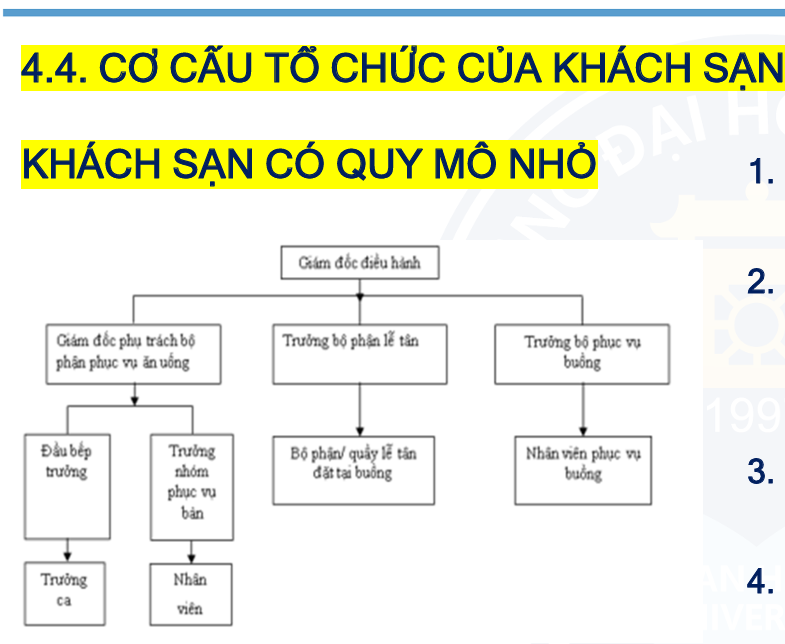 4.4. CƠ CẤU TỔ CHỨC CỦA KHÁCH SẠN
KHÁCH SẠN CÓ QUY MÔ NHỎ
1.
2.
3.
4.
Giám đốc điều hành
Giám đốc phụ trách bộ
phận phục vụ ăn uống
Trưởng bộ phận lễ tân
Trưởng bộ phục vụ
buồng
Đầu bếp
trưởng
Trưởng
nhóm
phục vụ
bàn
Bộ phận/ quầy lễ tân
đặt tại buồng
Nhân viên phục vụ
buồng
Trưởng
ca
Nhân
viên
ĐẠI
199